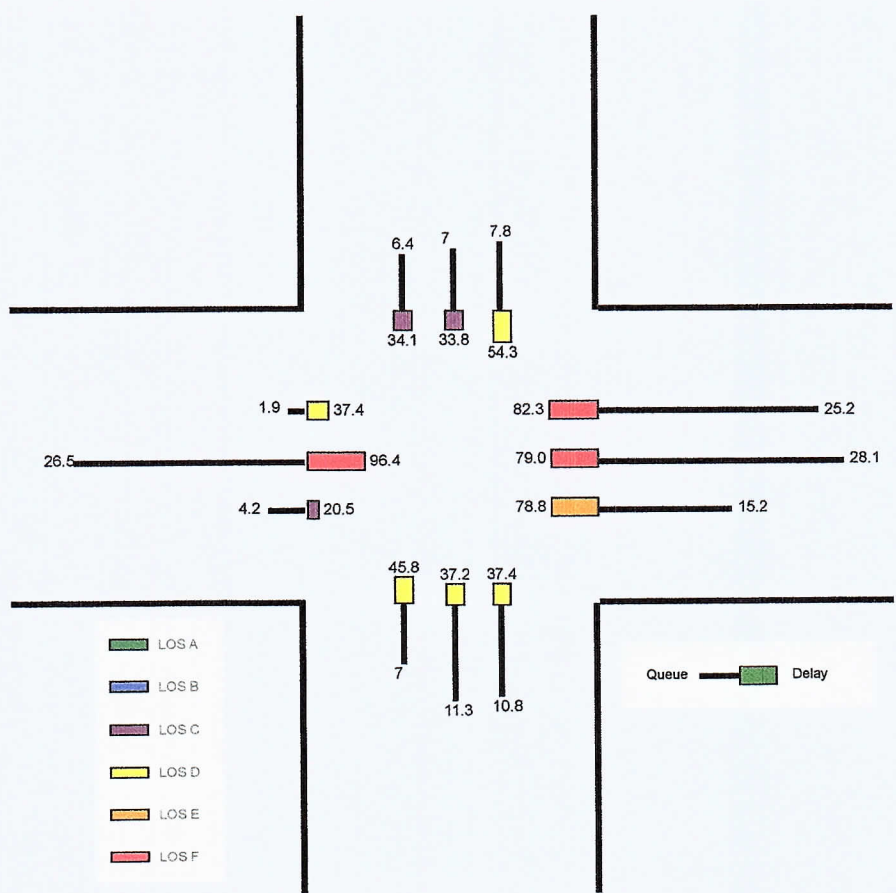 6.4 7 7.8
34.1 33.8 54.3
1.9 37.4 82.3 25.2
26.5 96.4 79.0 28.1
4.2 20.5 78.8 15.2
45.8 37.2 37.4
7 11.3 10.8
LOS A
LOS B
LOS C
LOS D
LOS E
LOS F
Queue Delay